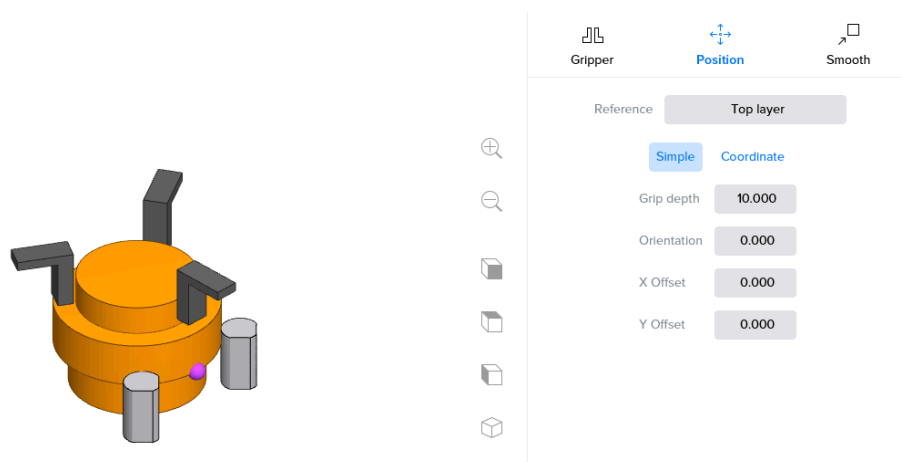 Gripper Position Smooth
Reference Top layer
Simple Coordinate
Grip depth 10.000
Orientation 0.000
X Offset 0.000
Y Offset 0.000